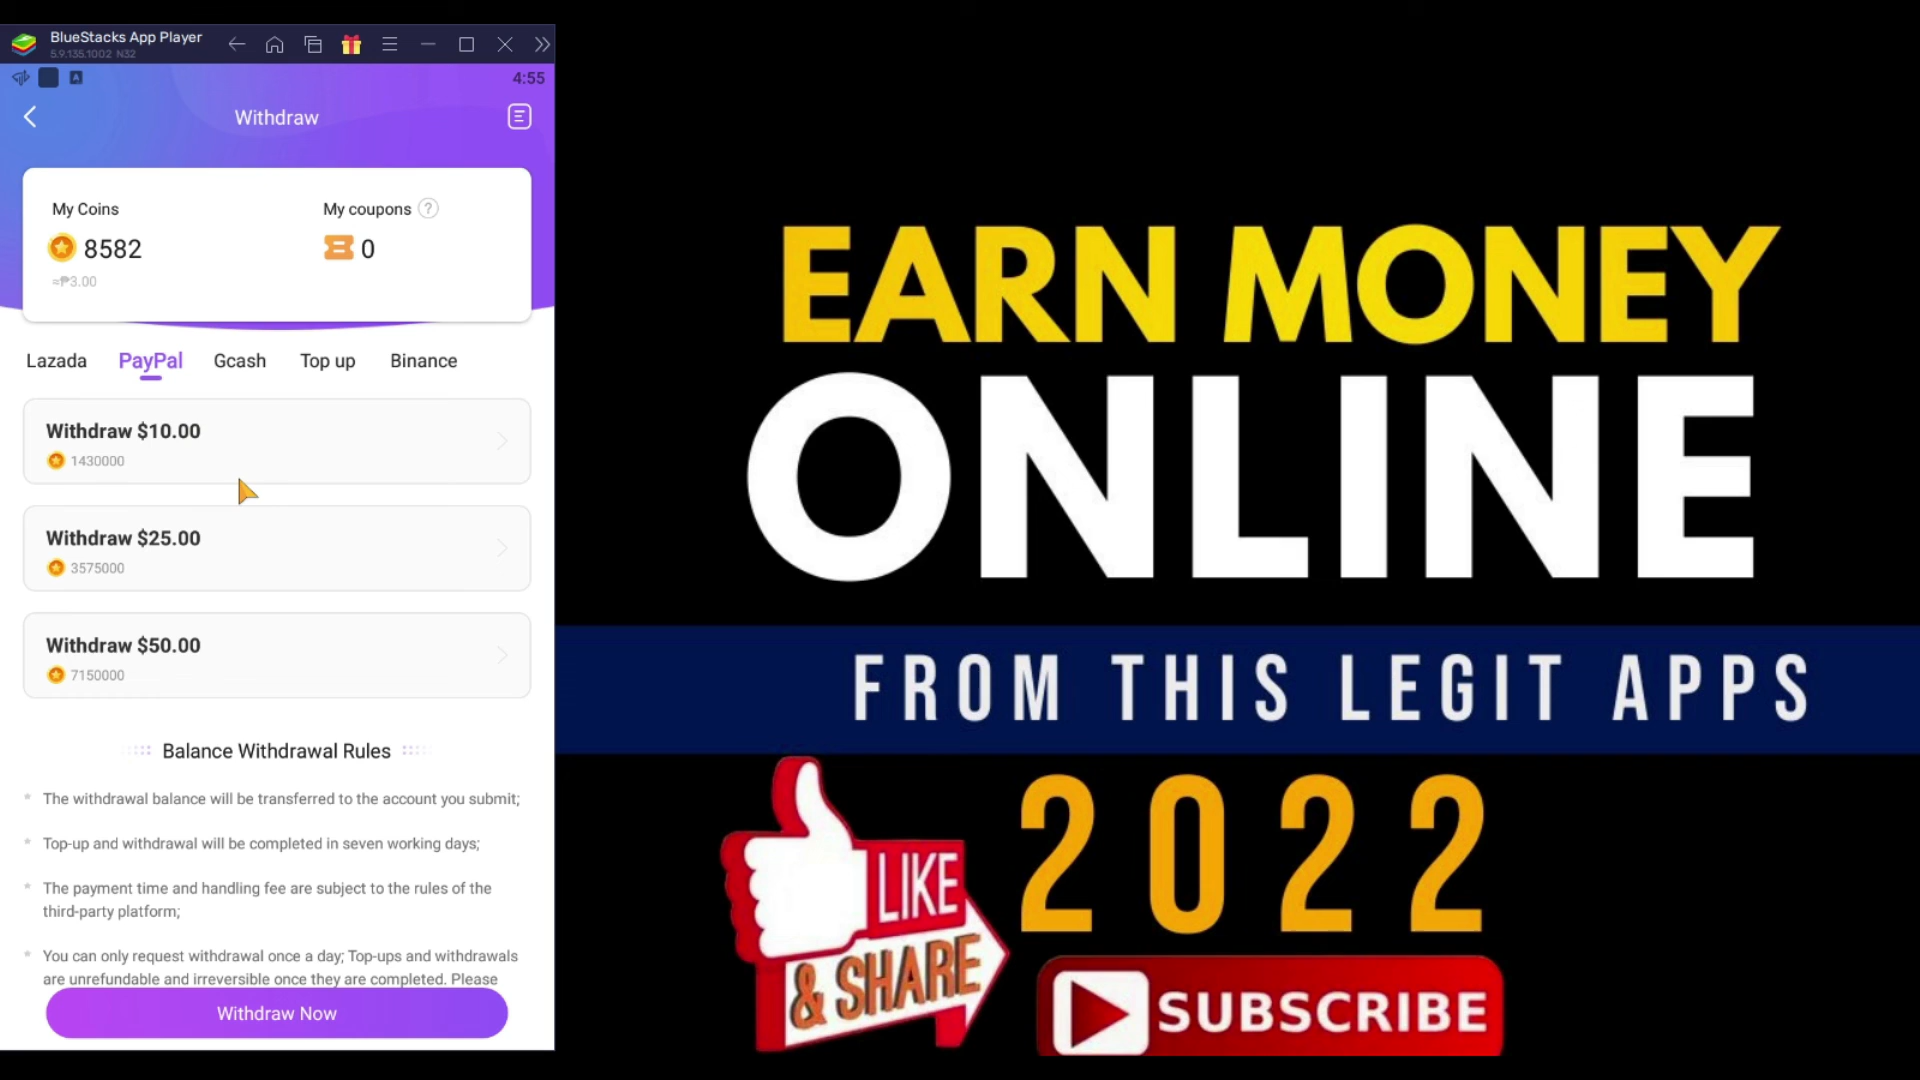 BlueStacks App Player
5.9.135.1002 N32
4:55
Withdraw
My Coins
My coupons ?
8582
0
≈₱3.00
Lazada PayPal Gcash Top up Binance
Withdraw $10.00
1430000
Withdraw $25.00
3575000
Withdraw $50.00
7150000
Balance Withdrawal Rules
* The withdrawal balance will be transferred to the account you submit;
* Top-up and withdrawal will be completed in seven working days;
* The payment time and handling fee are subject to the rules of the
third-party platform;
* You can only request withdrawal once a day; Top-ups and withdrawals
are unrefundable and irreversible once they are completed. Please
Withdraw Now
EARN MONEY
ONLINE
FROM THIS LEGIT APPS
2022
LIKE
& SHARE
SUBSCRIBE